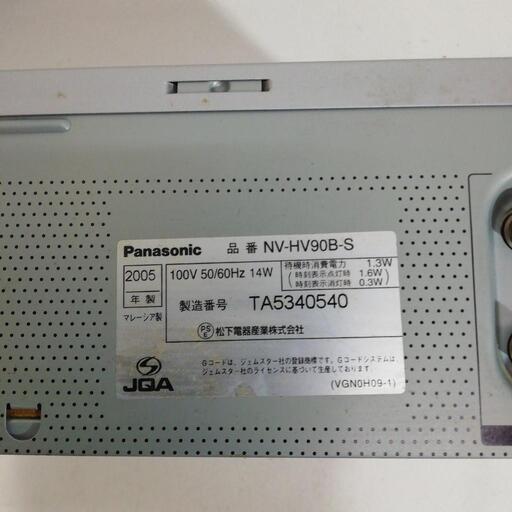 Panasonic 品番 NV-HV90B-S
2005 年製
マレーシア製
100V 50/60Hz 14W
待機時消費電力 1.3W
(時刻表示点灯時 1.6W)
(時刻表示消灯時 0.3W)
製造番号 TA5340540
PSE 松下電器産業株式会社
JQA
Gコードは、ジェムスター社の登録商標です。Gコードシステムは
ジェムスター社のライセンスに基づいて生産しております。
(VGN0H09-1)